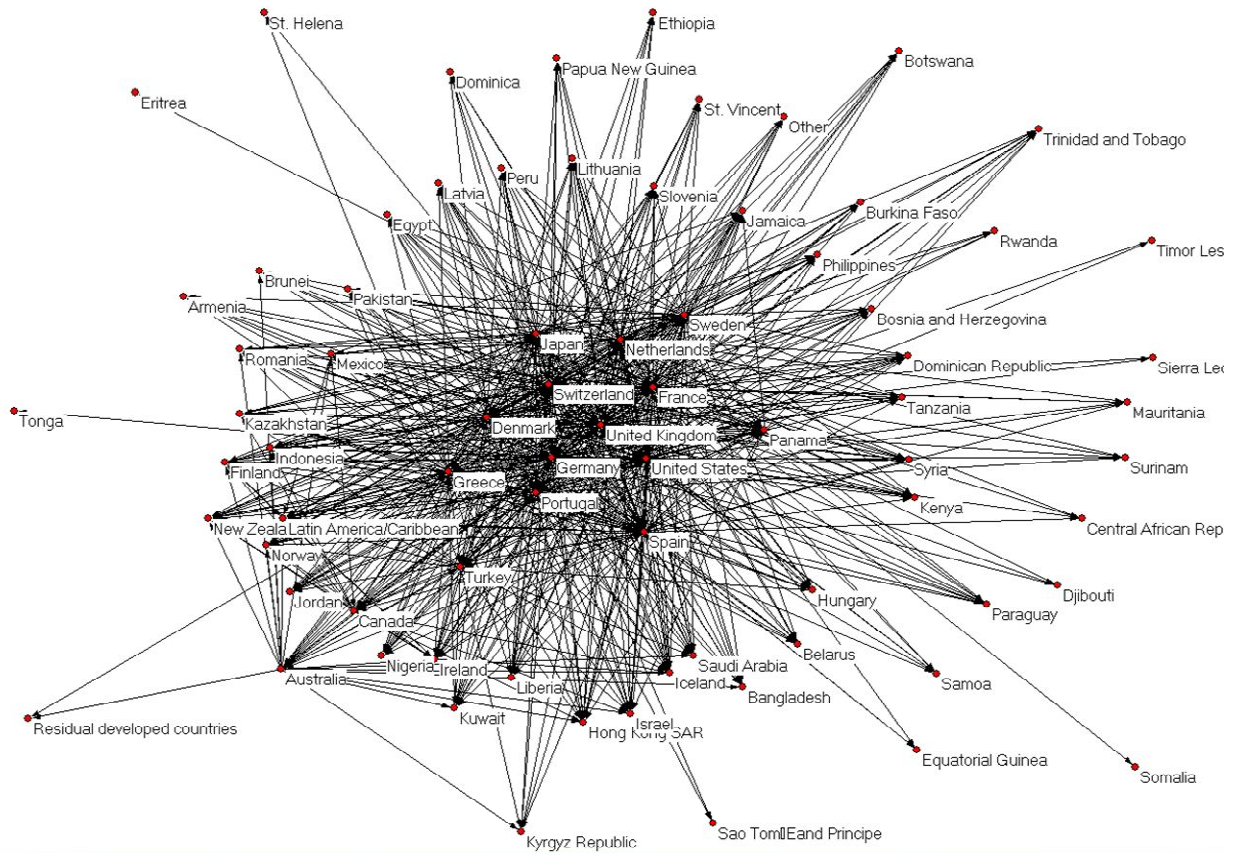 St. Helena
Ethiopia
Botswana
Papua New Guinea
Dominica
Eritrea
St. Vincent
Other
Trinidad and Tobago
Lithuania
Peru
Latvia
Slovenia
Burkina Faso
Jamaica
Egypt
Rwanda
Timor Les
Philippines
Brunei
Pakistan
Armenia
Sweden
Bosnia and Herzegovina
Japan
Netherlands
Romania
Mexico
Dominican Republic
Sierra Lec
Switzerland
France
Tanzania
Mauritania
Tonga
Kazakhstan
Denmark
United Kingdom
Panama
Indonesia
Finland
Germany
United States
Syria
Surinam
Greece
Portugal
Kenya
New Zeala
Latin America/Caribbean
Central African Rep
Norway
Spain
Turkey
Jordan
Canada
Hungary
Djibouti
Paraguay
Nigeria
Ireland
Belarus
Saudi Arabia
Australia
Liberia
Iceland
Samoa
Bangladesh
Residual developed countries
Kuwait
Israel
Hong Kong SAR
Equatorial Guinea
Somalia
Kyrgyz Republic
Sao Tom▯Eand Principe